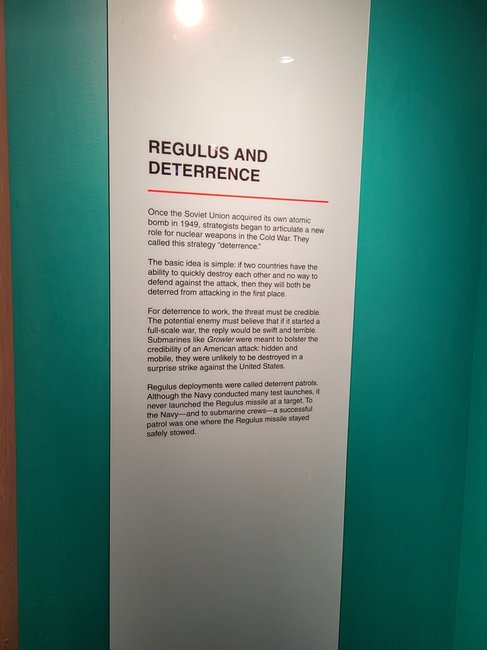 REGULUS AND
DETERRENCE
Once the Soviet Union acquired its own atomic
bomb in 1949, strategists began to articulate a new
role for nuclear weapons in the Cold War. They
called this strategy “deterrence.”
The basic idea is simple: if two countries have the
ability to quickly destroy each other and no way to
defend against the attack, then they will both be
deterred from attacking in the first place.
For deterrence to work, the threat must be credible.
The potential enemy must believe that if it started a
full-scale war, the reply would be swift and terrible.
Submarines like Growler were meant to bolster the
credibility of an American attack: hidden and
mobile, they were unlikely to be destroyed in a
surprise strike against the United States.
Regulus deployments were called deterrent patrols.
Although the Navy conducted many test launches, it
never launched the Regulus missile at a target. To
the Navy—and to submarine crews—a successful
patrol was one where the Regulus missile stayed
safely stowed.